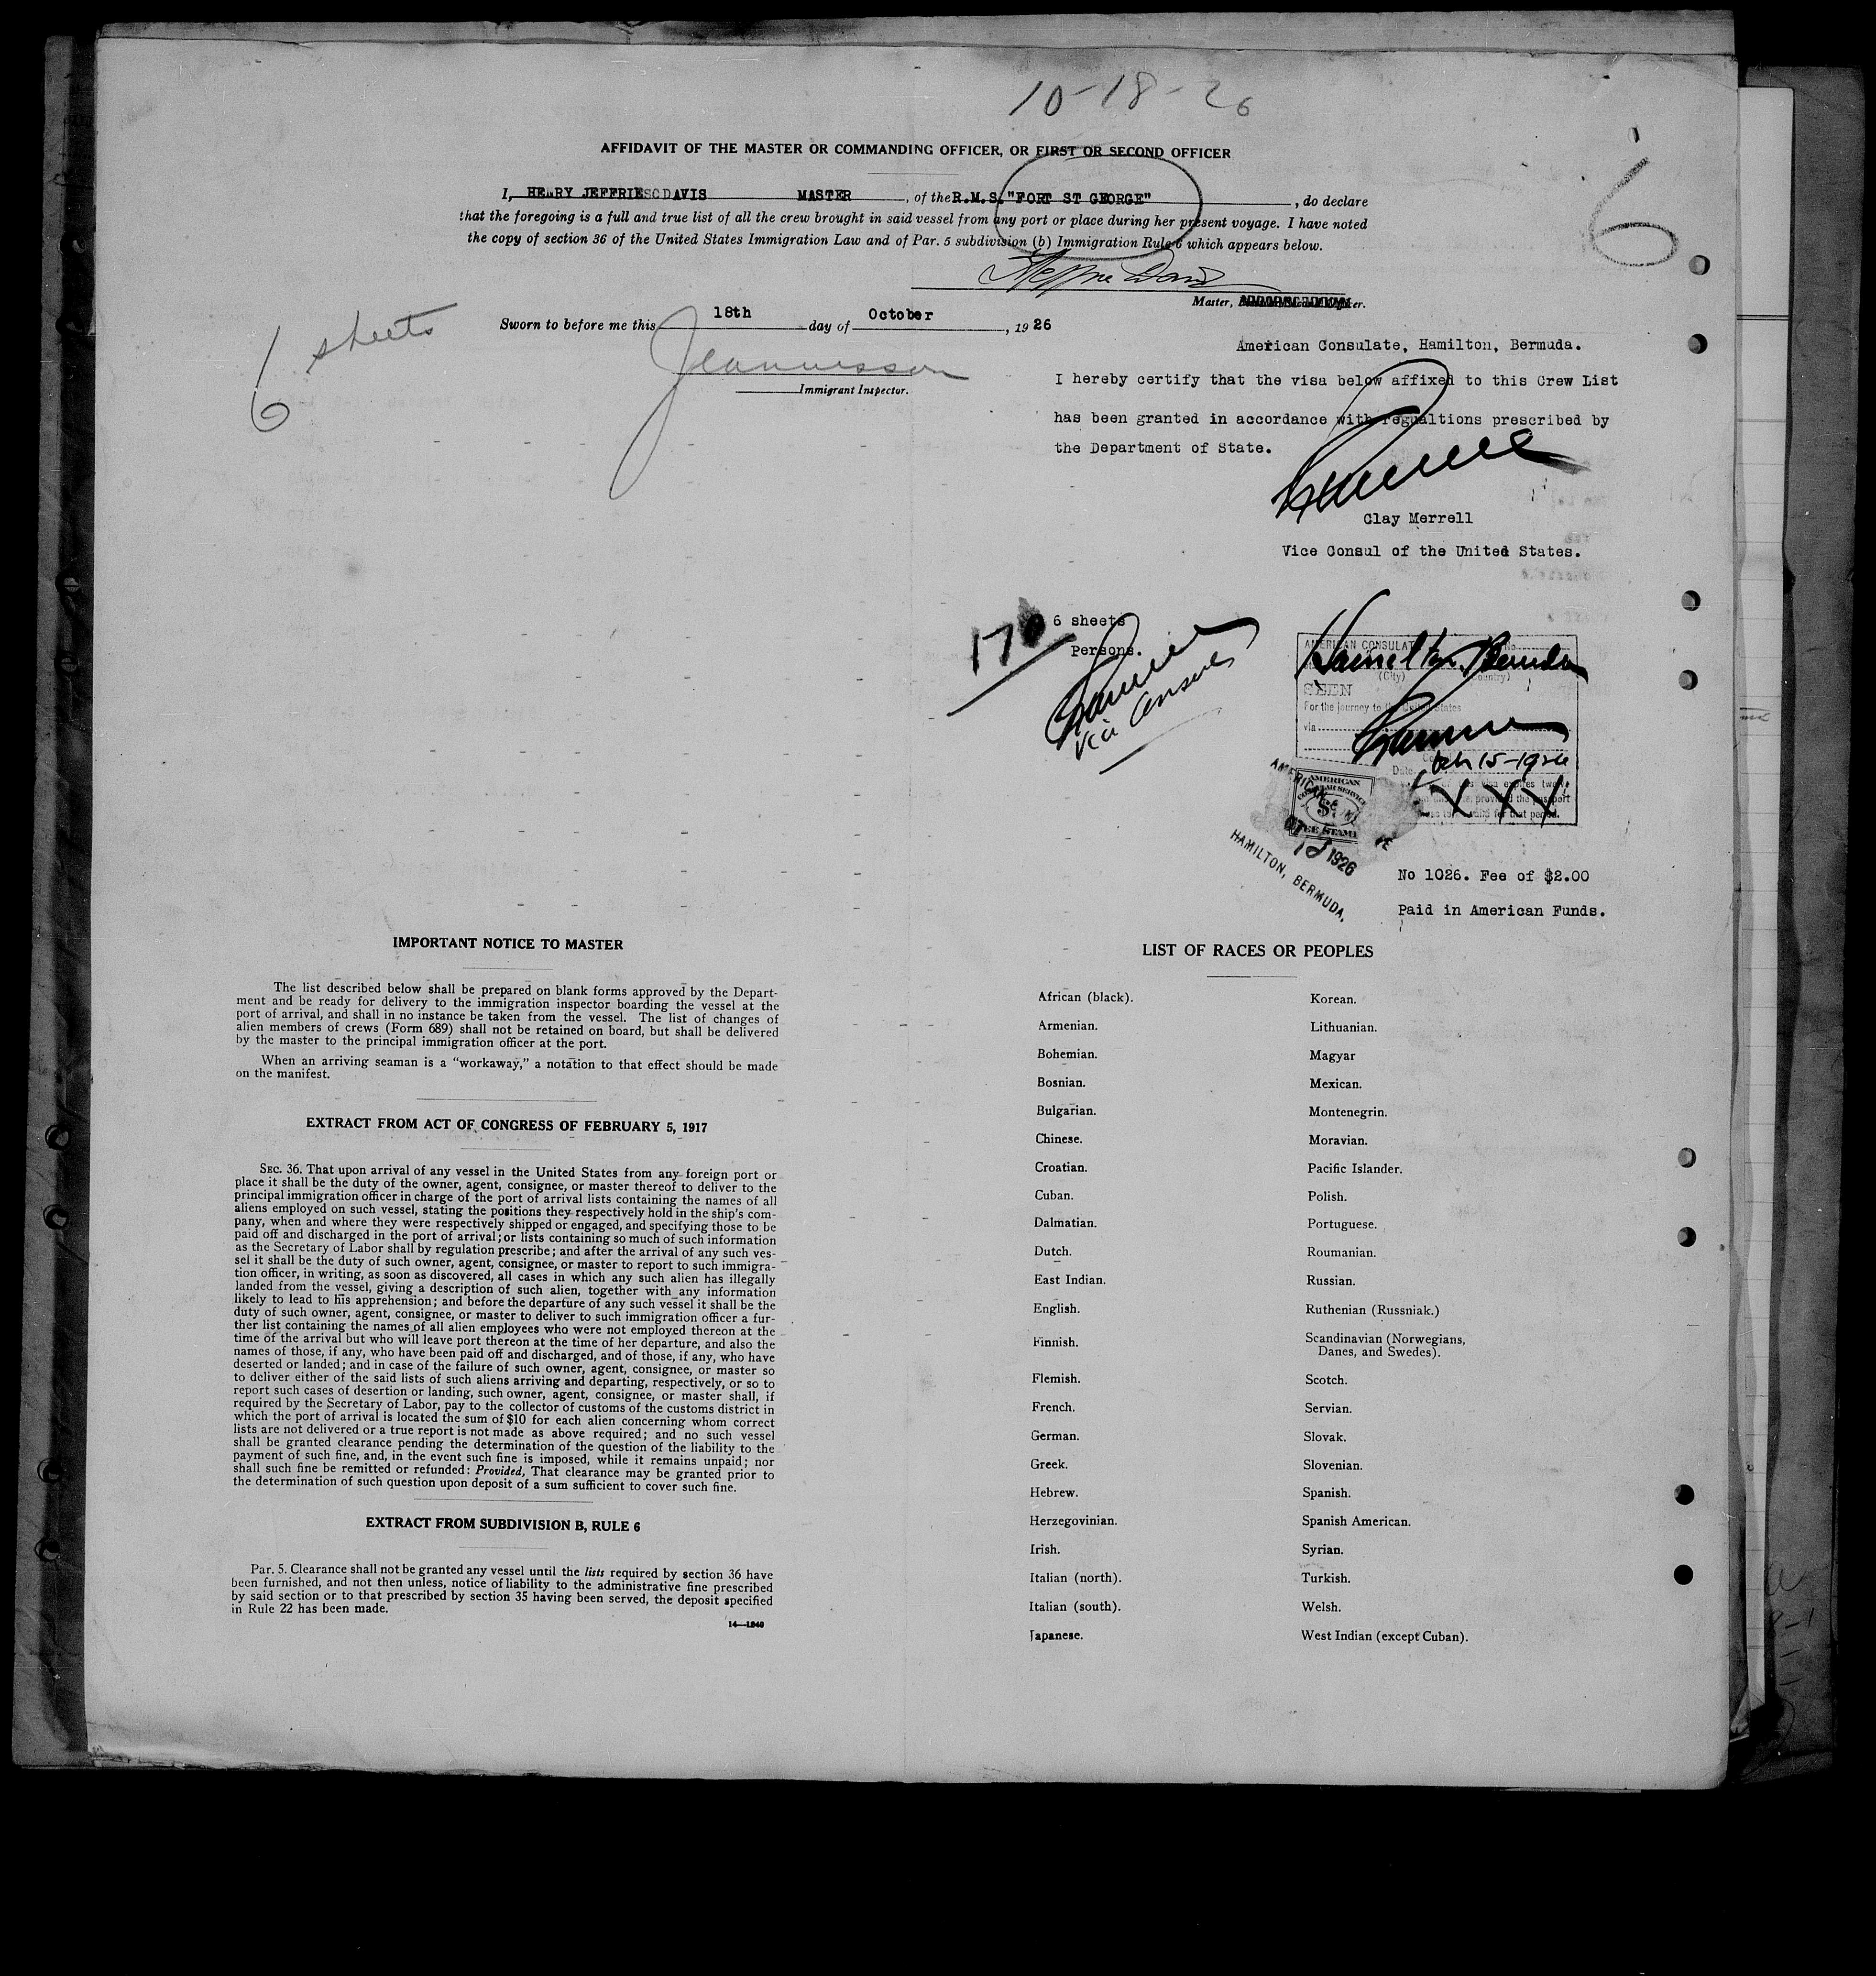 10-18-26
6
AFFIDAVIT OF THE MASTER OR COMMANDING OFFICER, OR FIRST OR SECOND OFFICER
I, HENRY JEFFRIES DAVIS MASTER, of the R.M.S. "FORT ST GEORGE", do declare
that the foregoing is a full and true list of all the crew brought in said vessel from any port or place during her present voyage. I have noted
the copy of section 36 of the United States Immigration Law and of Par. 5 subdivision (b) Immigration Rule 6 which appears below.
Master,
6 sheets
Sworn to before me this 18th day of October, 1926
Immigrant Inspector.
American Consulate, Hamilton, Bermuda.
I hereby certify that the visa below affixed to this Crew List
has been granted in accordance with regualtions prescribed by
the Department of State.
Clay Merrell
Vice Consul of the United States.
6 sheets
170 Persons.
AMERICAN CONSULATE
Hamilton, Bermuda
(City) (Country)
SEEN
For the journey to the United States
via
Date
Oct 15-1926
XXX
AMERICAN
CONSULAR SERVICE
FEE STAMP
1926
HAMILTON, BERMUDA.
No 1026. Fee of $2.00
Paid in American Funds.
IMPORTANT NOTICE TO MASTER
The list described below shall be prepared on blank forms approved by the Depart-
ment and be ready for delivery to the immigration inspector boarding the vessel at the
port of arrival, and shall in no instance be taken from the vessel. The list of changes of
alien members of crews (Form 689) shall not be retained on board, but shall be delivered
by the master to the principal immigration officer at the port.
When an arriving seaman is a "workaway," a notation to that effect should be made
on the manifest.
EXTRACT FROM ACT OF CONGRESS OF FEBRUARY 5, 1917
SEC. 36. That upon arrival of any vessel in the United States from any foreign port or
place it shall be the duty of the owner, agent, consignee, or master thereof to deliver to the
principal immigration officer in charge of the port of arrival lists containing the names of all
aliens employed on such vessel, stating the positions they respectively hold in the ship's com-
pany, when and where they were respectively shipped or engaged, and specifying those to be
paid off and discharged in the port of arrival; or lists containing so much of such information
as the Secretary of Labor shall by regulation prescribe; and after the arrival of any such ves-
sel it shall be the duty of such owner, agent, consignee, or master to report to such immigra-
tion officer, in writing, as soon as discovered, all cases in which any such alien has illegally
landed from the vessel, giving a description of such alien, together with any information
likely to lead to his apprehension; and before the departure of any such vessel it shall be the
duty of such owner, agent, consignee, or master to deliver to such immigration officer a fur-
ther list containing the names of all alien employees who were not employed thereon at the
time of the arrival but who will leave port thereon at the time of her departure, and also the
names of those, if any, who have been paid off and discharged, and of those, if any, who have
deserted or landed; and in case of the failure of such owner, agent, consignee, or master so
to deliver either of the said lists of such aliens arriving and departing, respectively, or so to
report such cases of desertion or landing, such owner, agent, consignee, or master shall, if
required by the Secretary of Labor, pay to the collector of customs of the customs district in
which the port of arrival is located the sum of $10 for each alien concerning whom correct
lists are not delivered or a true report is not made as above required; and no such vessel
shall be granted clearance pending the determination of the question of the liability to the
payment of such fine, and, in the event such fine is imposed, while it remains unpaid; nor
shall such fine be remitted or refunded: Provided, That clearance may be granted prior to
the determination of such question upon deposit of a sum sufficient to cover such fine.
EXTRACT FROM SUBDIVISION B, RULE 6
Par. 5. Clearance shall not be granted any vessel until the lists required by section 36 have
been furnished, and not then unless, notice of liability to the administrative fine prescribed
by said section or to that prescribed by section 35 having been served, the deposit specified
in Rule 22 has been made.
14—1240
LIST OF RACES OR PEOPLES
African (black).
Armenian.
Bohemian.
Bosnian.
Bulgarian.
Chinese.
Croatian.
Cuban.
Dalmatian.
Dutch.
East Indian.
English.
Finnish.
Flemish.
French.
German.
Greek.
Hebrew.
Herzegovinian.
Irish.
Italian (north).
Italian (south).
Japanese.
Korean.
Lithuanian.
Magyar
Mexican.
Montenegrin.
Moravian.
Pacific Islander.
Polish.
Portuguese.
Roumanian.
Russian.
Ruthenian (Russniak.)
Scandinavian (Norwegians,
Danes, and Swedes).
Scotch.
Servian.
Slovak.
Slovenian.
Spanish.
Spanish American.
Syrian.
Turkish.
Welsh.
West Indian (except Cuban).